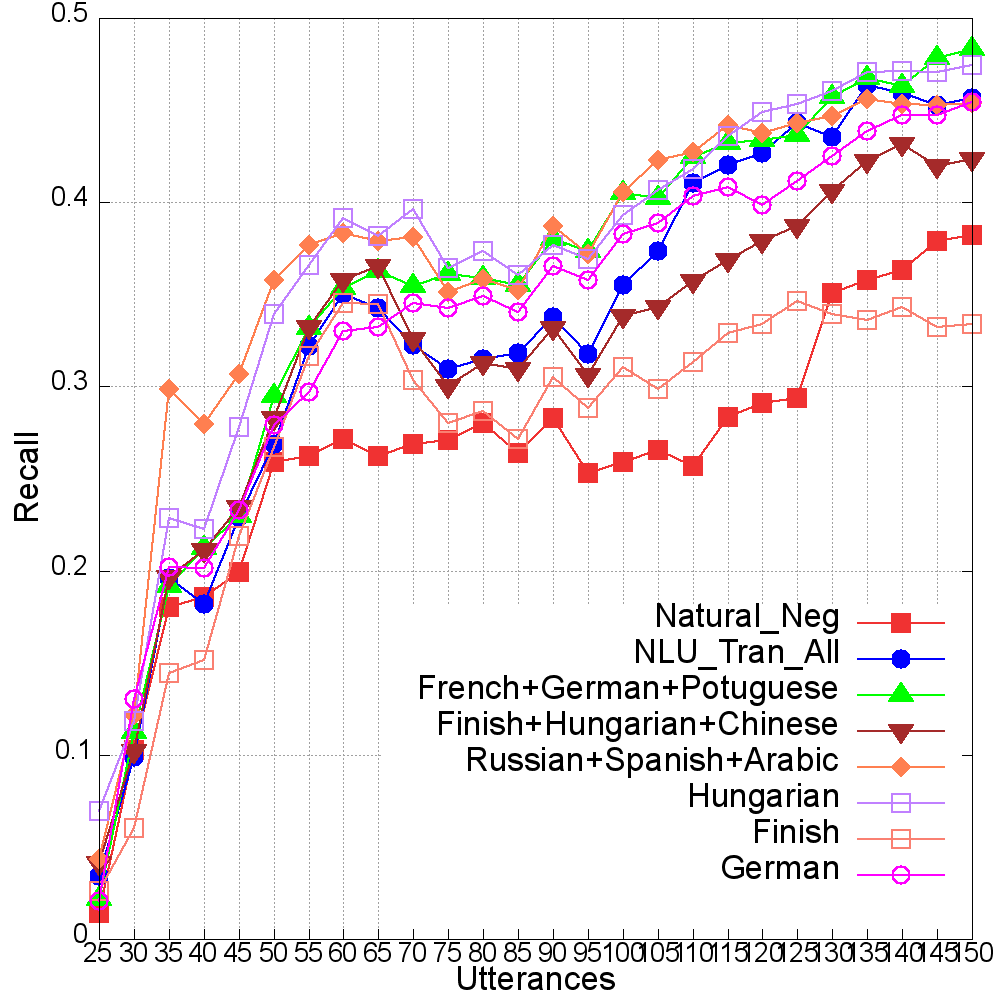 0.5
0.4
0.3
0.2
0.1
0
Recall
Natural_Neg
NLU_Tran_All
French+German+Potuguese
Finish+Hungarian+Chinese
Russian+Spanish+Arabic
Hungarian
Finish
German
25 30 35 40 45 50 55 60 65 70 75 80 85 90 95 100 105 110 115 120 125 130 135 140 145 150
Utterances